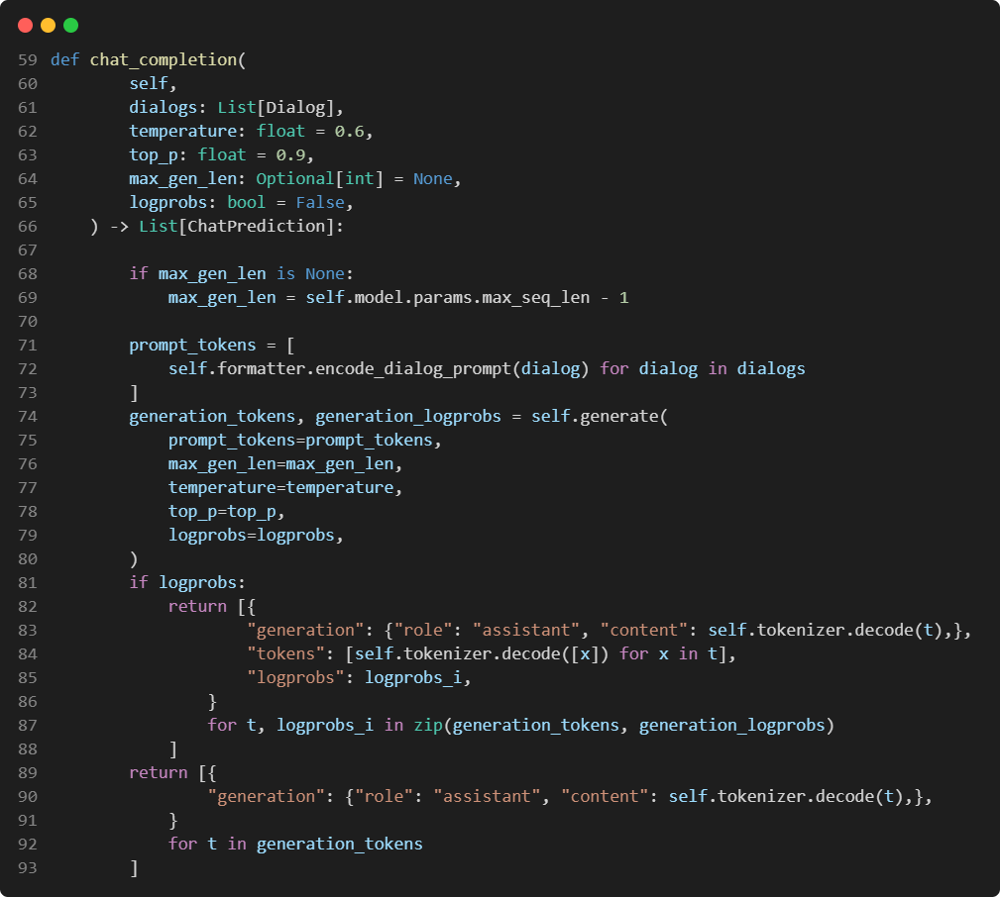 59 def chat_completion(
60         self,
61         dialogs: List[Dialog],
62         temperature: float = 0.6,
63         top_p: float = 0.9,
64         max_gen_len: Optional[int] = None,
65         logprobs: bool = False,
66     ) -> List[ChatPrediction]:
67
68         if max_gen_len is None:
69             max_gen_len = self.model.params.max_seq_len - 1
70
71         prompt_tokens = [
72             self.formatter.encode_dialog_prompt(dialog) for dialog in dialogs
73         ]
74         generation_tokens, generation_logprobs = self.generate(
75             prompt_tokens=prompt_tokens,
76             max_gen_len=max_gen_len,
77             temperature=temperature,
78             top_p=top_p,
79             logprobs=logprobs,
80         )
81         if logprobs:
82             return [{
83                     "generation": {"role": "assistant", "content": self.tokenizer.decode(t),},
84                     "tokens": [self.tokenizer.decode([x]) for x in t],
85                     "logprobs": logprobs_i,
86                 }
87                 for t, logprobs_i in zip(generation_tokens, generation_logprobs)
88             ]
89         return [{
90                 "generation": {"role": "assistant", "content": self.tokenizer.decode(t),},
91             }
92             for t in generation_tokens
93         ]